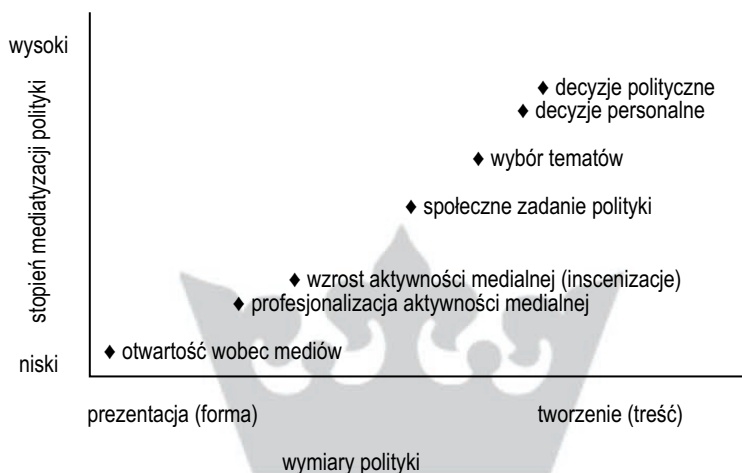 wysoki
stopień mediatyzacji polityki
♦ decyzje polityczne
♦ decyzje personalne
♦ wybór tematów
♦ społeczne zadanie polityki
♦ wzrost aktywności medialnej (inscenizacje)
♦ profesjonalizacja aktywności medialnej
♦ otwartość wobec mediów
niski
prezentacja (forma)
tworzenie (treść)
wymiary polityki